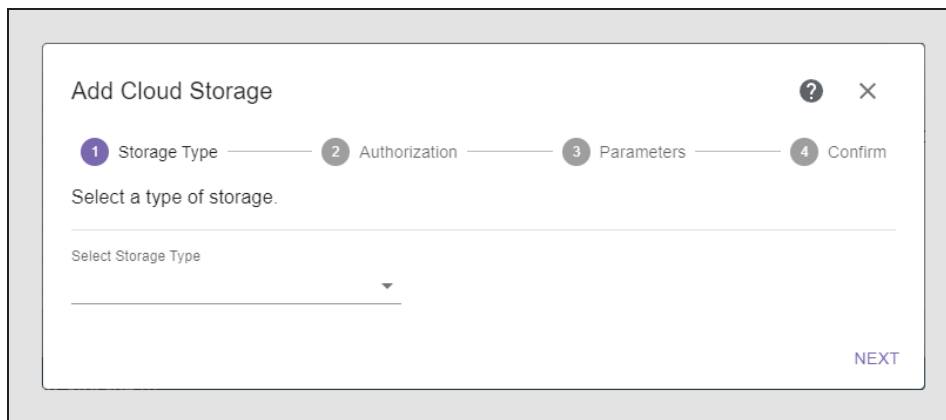 Add Cloud Storage
1 Storage Type 2 Authorization 3 Parameters 4 Confirm
Select a type of storage.
Select Storage Type
NEXT